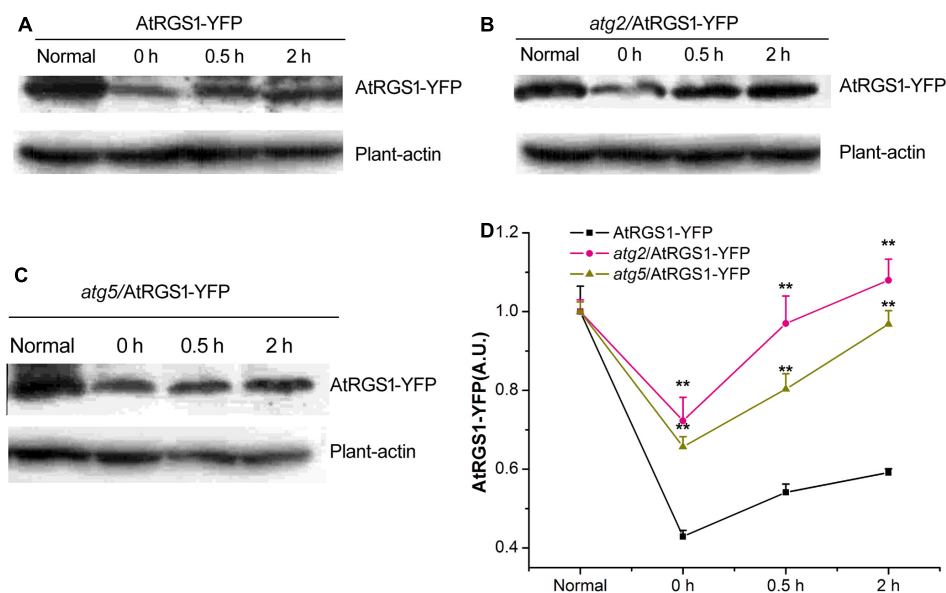 A
AtRGS1-YFP
Normal 0 h 0.5 h 2 h
AtRGS1-YFP
Plant-actin
B
atg2/AtRGS1-YFP
Normal 0 h 0.5 h 2 h
AtRGS1-YFP
Plant-actin
C
atg5/AtRGS1-YFP
Normal 0 h 0.5 h 2 h
AtRGS1-YFP
Plant-actin
D
AtRGS1-YFP
atg2/AtRGS1-YFP
atg5/AtRGS1-YFP
AtRGS1-YFP(A.U.)
1.2
1.0
0.8
0.6
0.4
**
**
**
**
**
**
Normal 0 h 0.5 h 2 h